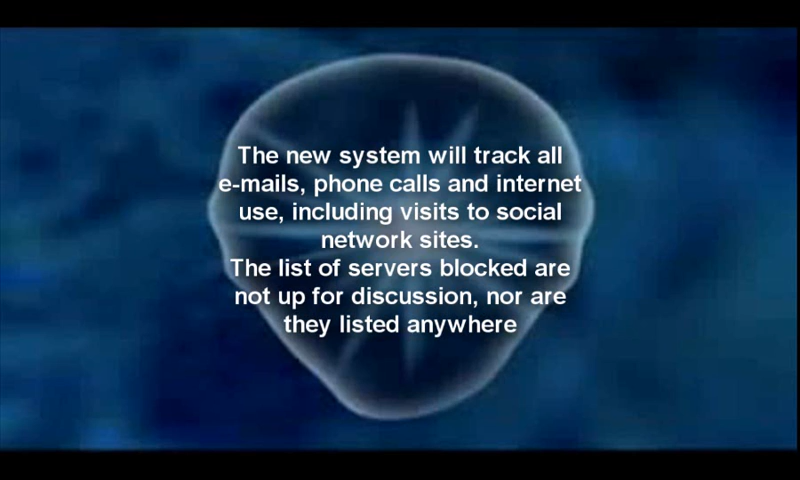 The new system will track all
e-mails, phone calls and internet
use, including visits to social
network sites.
The list of servers blocked are
not up for discussion, nor are
they listed anywhere